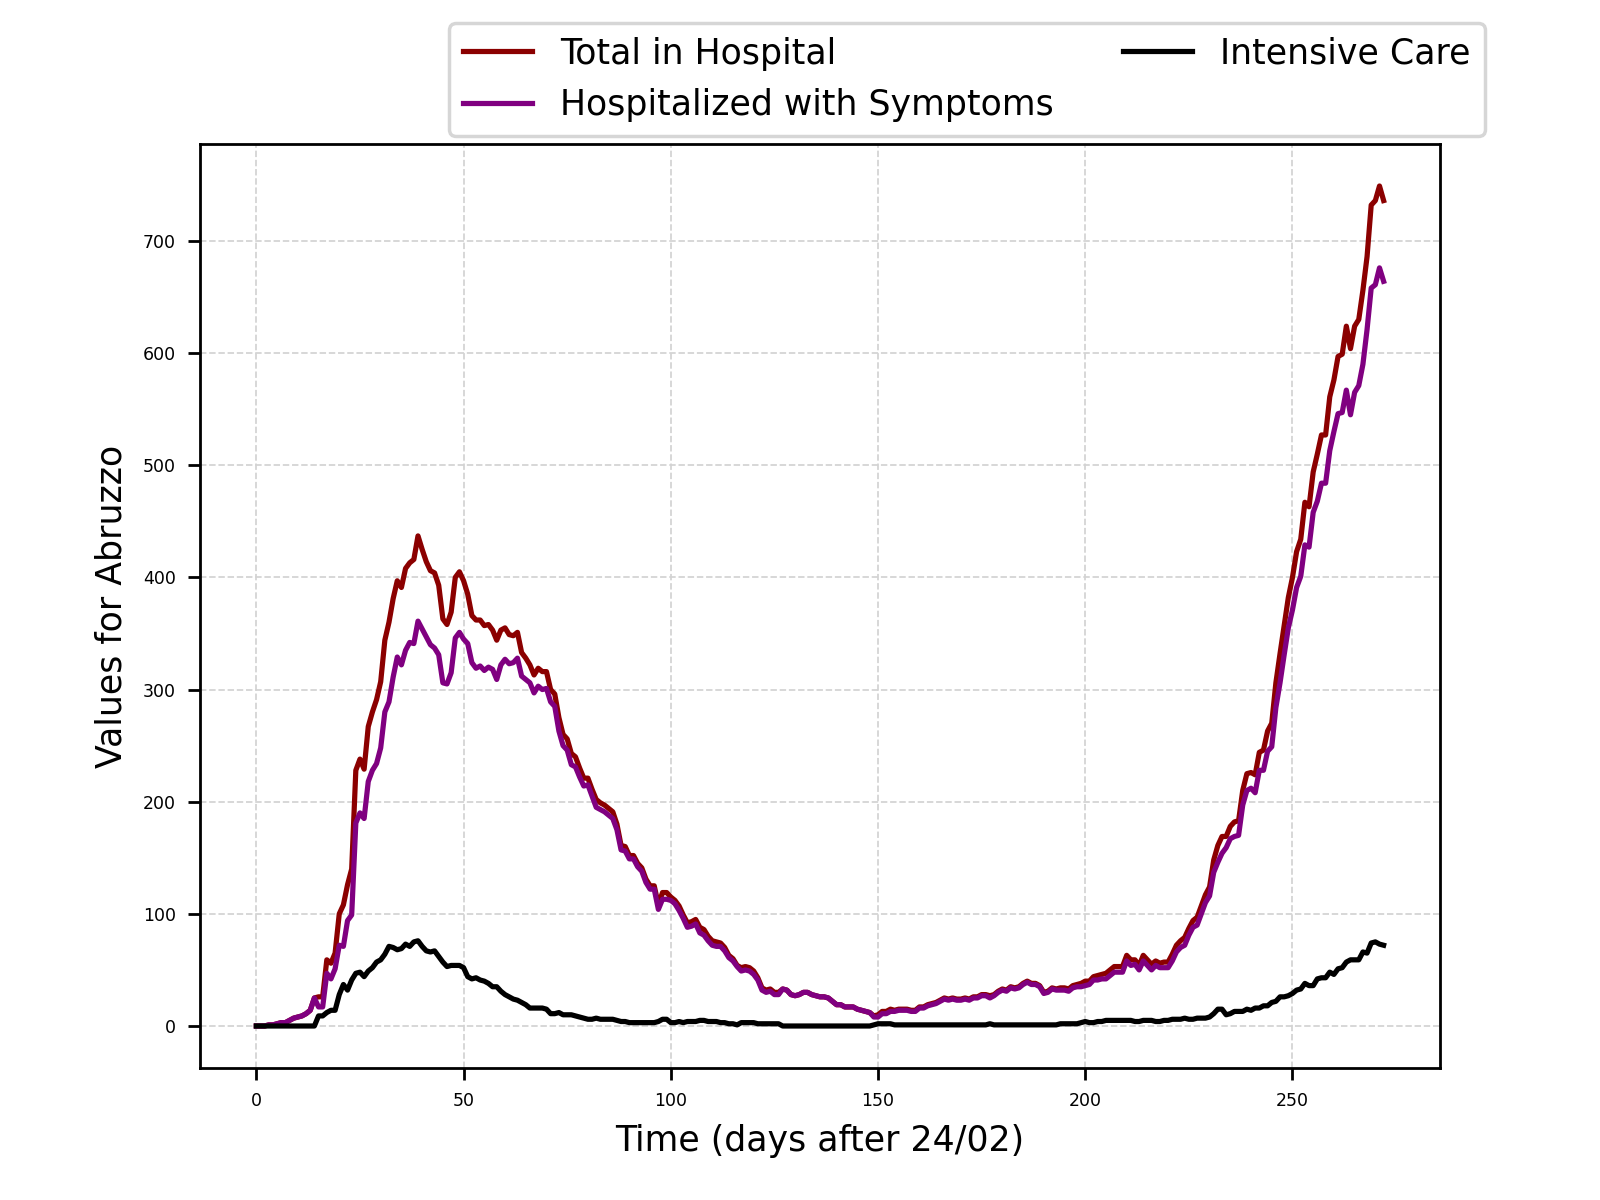 Total in Hospital
Hospitalized with Symptoms
Intensive Care
Values for Abruzzo
700
600
500
400
300
200
100
0
0 50 100 150 200 250
Time (days after 24/02)